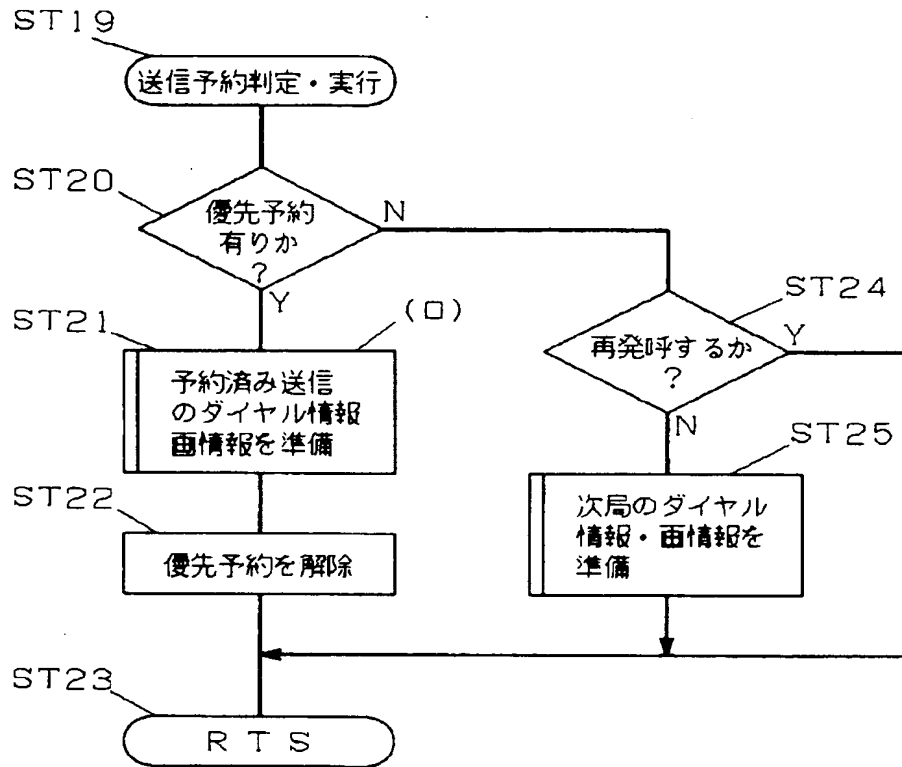 ST19
送信予約判定・実行
ST20
優先予約
有りか
?
N
Y
ST21
(ロ)
予約済み送信
のダイヤル情報
画情報を準備
ST22
優先予約を解除
ST23
RTS
ST24
再発呼するか
?
Y
N
ST25
次局のダイヤル
情報・画情報を
準備